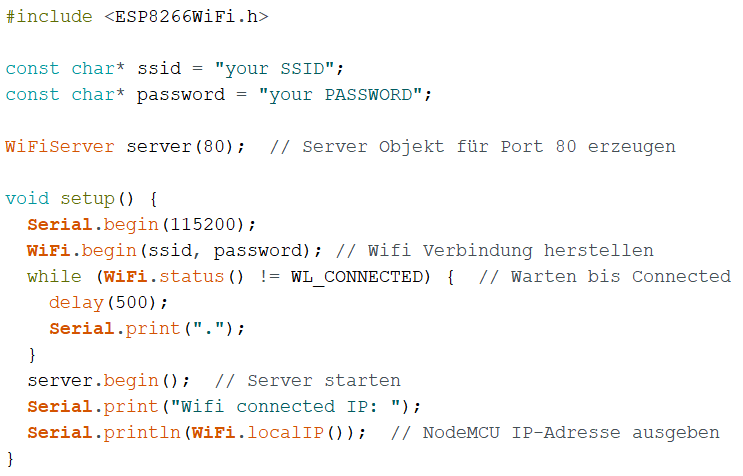 #include <ESP8266WiFi.h>

const char* ssid = "your SSID";
const char* password = "your PASSWORD";

WiFiServer server(80);  // Server Objekt für Port 80 erzeugen

void setup() {
  Serial.begin(115200);
  WiFi.begin(ssid, password); // Wifi Verbindung herstellen
  while (WiFi.status() != WL_CONNECTED) {  // Warten bis Connected
    delay(500);
    Serial.print(".");
  }
  server.begin();  // Server starten
  Serial.print("Wifi connected IP: ");
  Serial.println(WiFi.localIP());  // NodeMCU IP-Adresse ausgeben
}